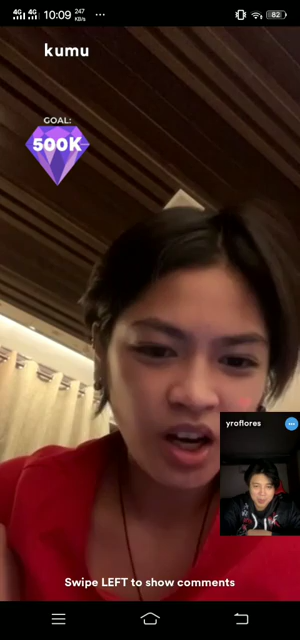 4G 4G 10:09 247 KB/s ... 82
kumu
GOAL:
500K
yroflores
Swipe LEFT to show comments